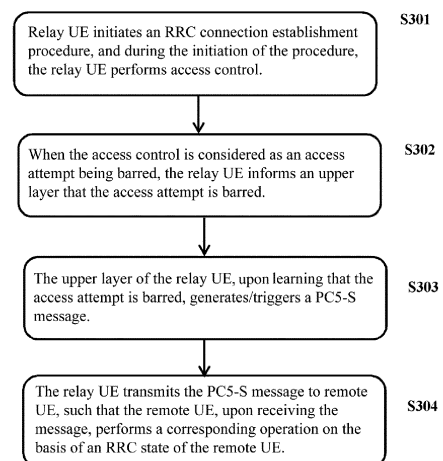 Relay UE initiates an RRC connection establishment
procedure, and during the initiation of the procedure,
the relay UE performs access control.
S301
When the access control is considered as an access
attempt being barred, the relay UE informs an upper
layer that the access attempt is barred.
S302
The upper layer of the relay UE, upon learning that the
access attempt is barred, generates/triggers a PC5-S
message.
S303
The relay UE transmits the PC5-S message to remote
UE, such that the remote UE, upon receiving the
message, performs a corresponding operation on the
basis of an RRC state of the remote UE.
S304